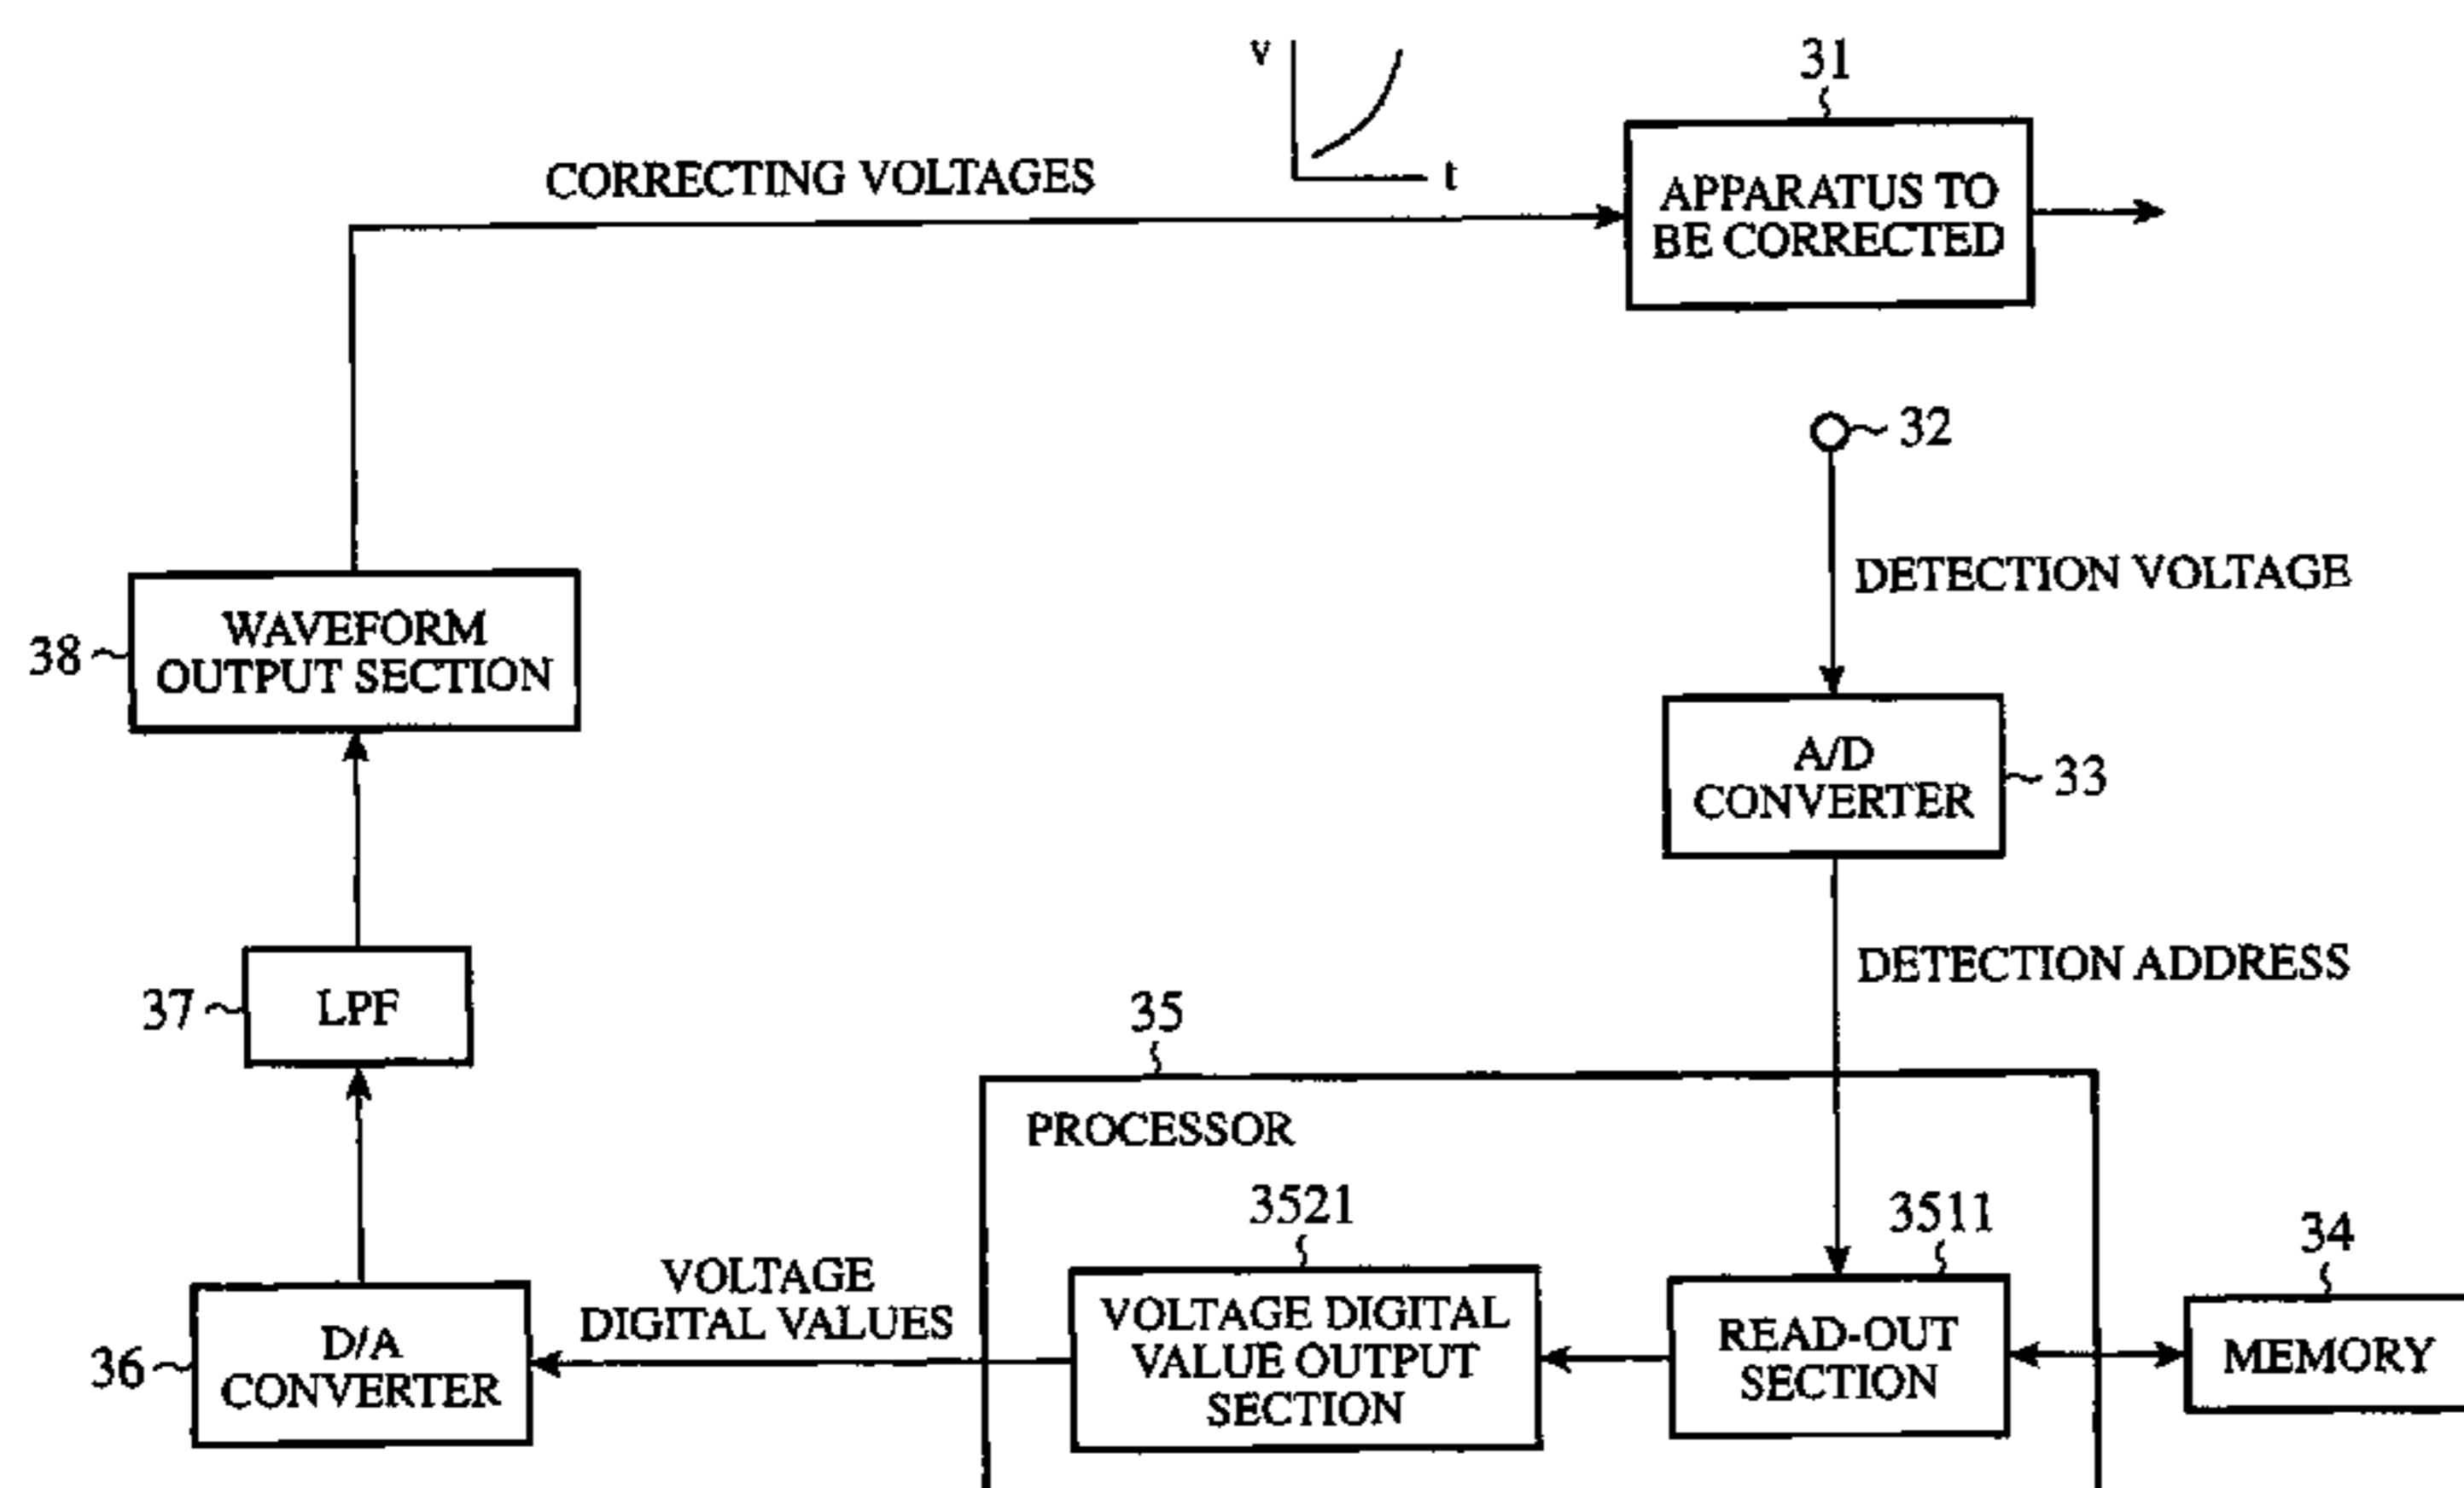 V
t
31
CORRECTING VOLTAGES
APPARATUS TO
BE CORRECTED
32
DETECTION VOLTAGE
WAVEFORM
OUTPUT SECTION
38
A/D
CONVERTER
33
DETECTION ADDRESS
37
LPF
35
PROCESSOR
3521
3511
34
VOLTAGE
DIGITAL VALUES
VOLTAGE DIGITAL
VALUE OUTPUT
SECTION
READ-OUT
SECTION
MEMORY
36
D/A
CONVERTER